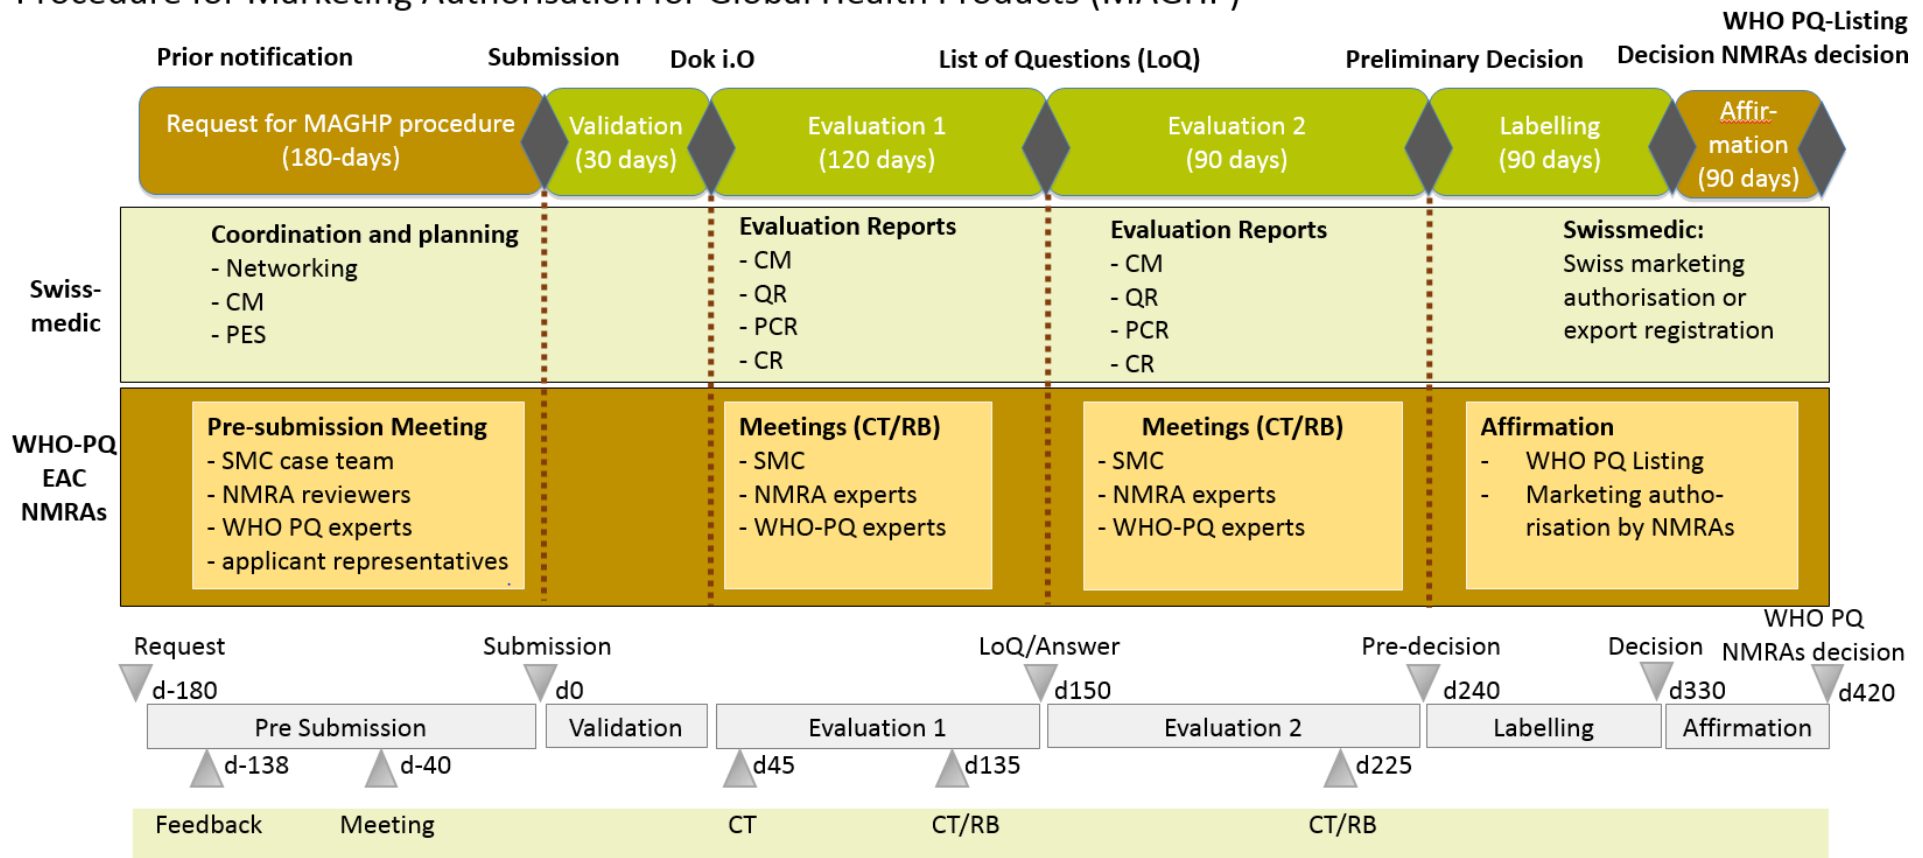 Procedure for Marketing Authorisation for Global Health Products (MAGHP)
WHO PQ-Listing
Prior notification
Submission
Dok i.O
List of Questions (LoQ)
Preliminary Decision
Decision NMRAs decision
Request for MAGHP procedure
(180-days)
Validation
(30 days)
Evaluation 1
(120 days)
Evaluation 2
(90 days)
Labelling
(90 days)
Affir-
mation
(90 days)
Swiss-
medic
Coordination and planning
- Networking
- CM
- PES
Evaluation Reports
- CM
- QR
- PCR
- CR
Evaluation Reports
- CM
- QR
- PCR
- CR
Swissmedic:
Swiss marketing
authorisation or
export registration
WHO-PQ
EAC
NMRAs
Pre-submission Meeting
- SMC case team
- NMRA reviewers
- WHO PQ experts
- applicant representatives
Meetings (CT/RB)
- SMC
- NMRA experts
- WHO-PQ experts
Meetings (CT/RB)
- SMC
- NMRA experts
- WHO-PQ experts
Affirmation
- WHO PQ Listing
- Marketing autho-
risation by NMRAs
Request
Submission
LoQ/Answer
Pre-decision
Decision
WHO PQ
NMRAs decision
d-180
d0
d150
d240
d330
d420
Pre Submission
Validation
Evaluation 1
Evaluation 2
Labelling
Affirmation
d-138
d-40
d45
d135
d225
Feedback
Meeting
CT
CT/RB
CT/RB